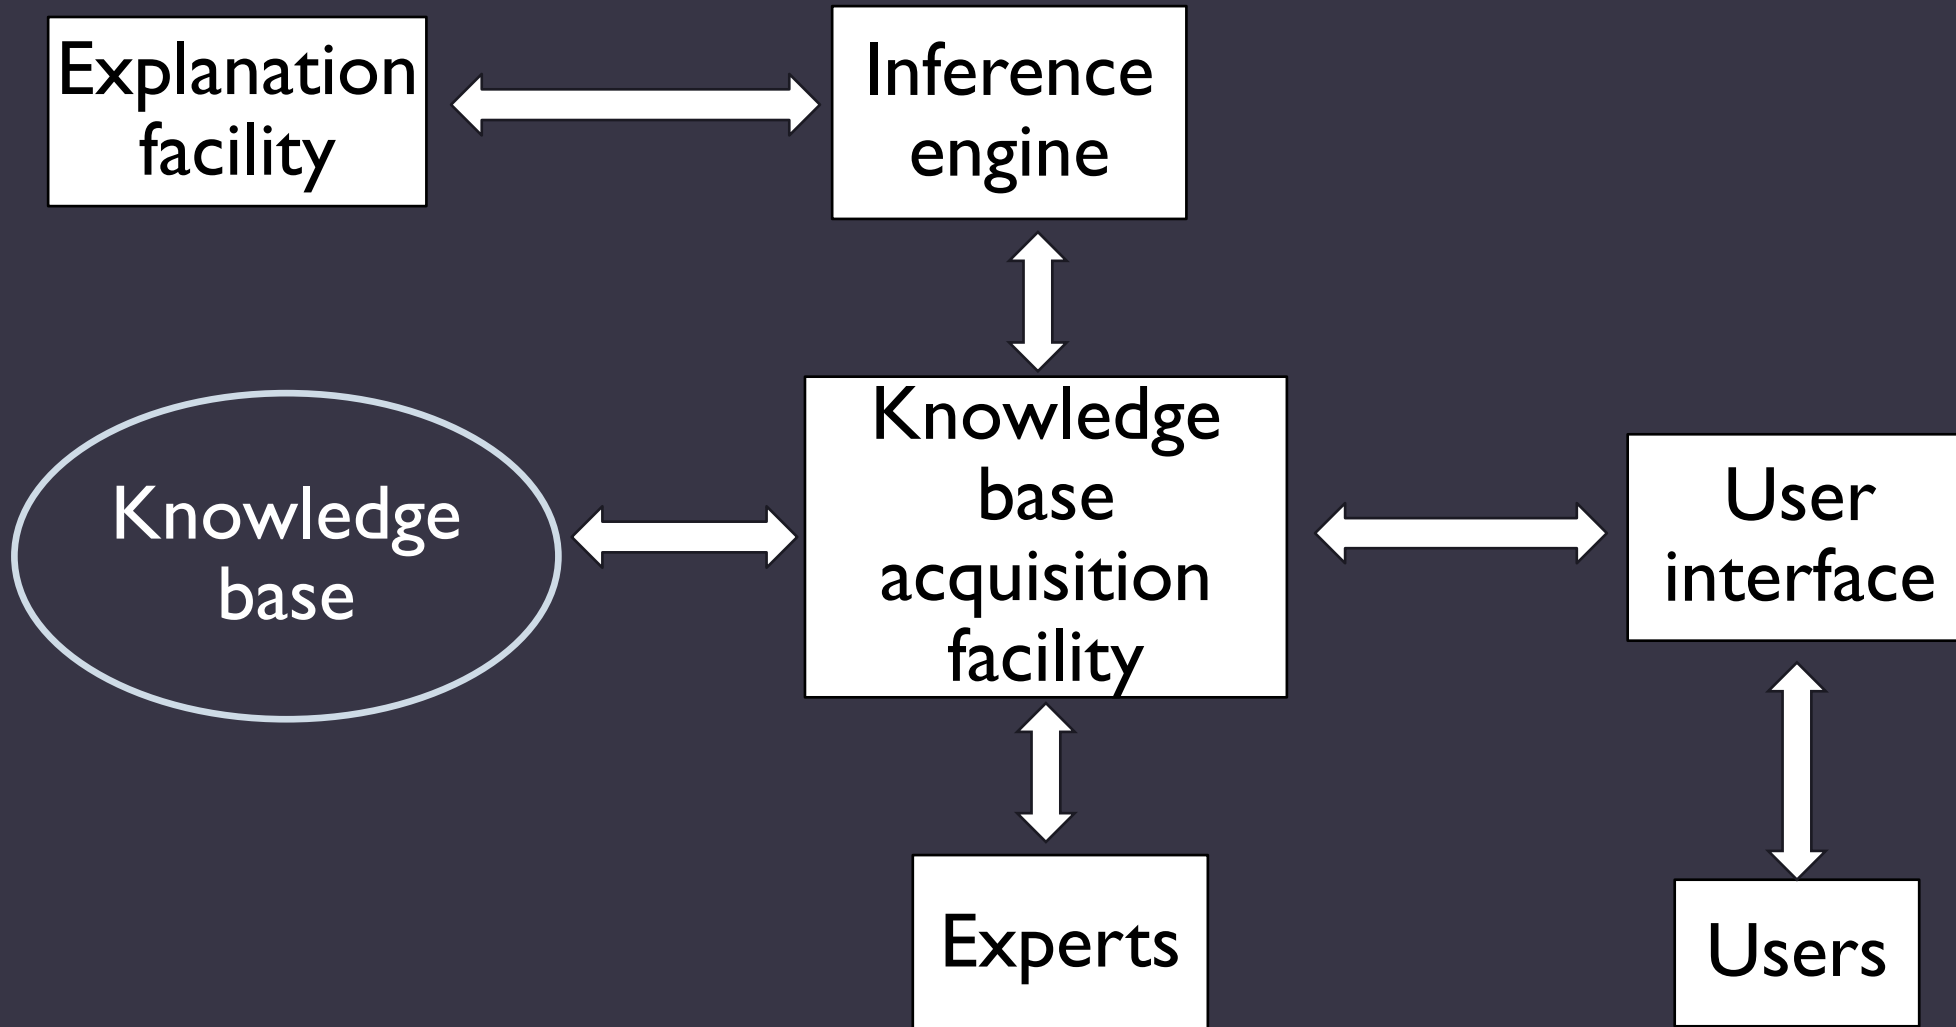 Explanation
facility
Inference
engine
Knowledge
base
Knowledge
base
acquisition
facility
User
interface
Experts
Users